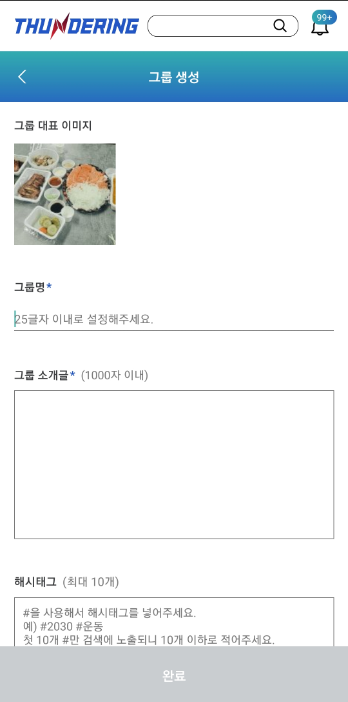 THUNDERING
99+
그룹 생성
그룹 대표 이미지
그룹명*
25글자 이내로 설정해주세요.
그룹 소개글* (1000자 이내)
해시태그 (최대 10개)
#을 사용해서 해시태그를 넣어주세요.
예) #2030 #운동
첫 10개 #만 검색에 노출되니 10개 이하로 적어주세요.
완료